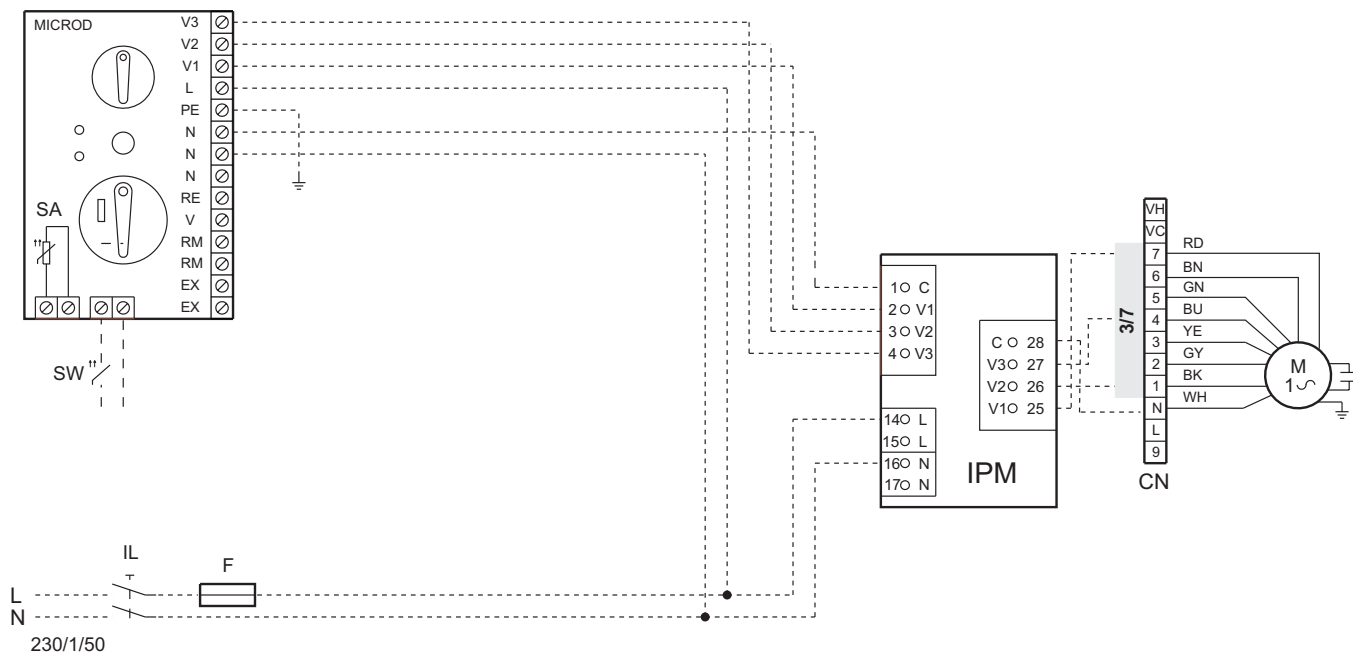 MICROD
V3
V2
V1
L
PE
N
N
N
RE
V
RM
RM
EX
EX
SA
SW
1 C
2 V1
3 V2
4 V3
14 L
15 L
16 N
17 N
C 28
V3 27
V2 26
V1 25
IPM
3/7
VH
VC
7 RD
6 BN
5 GN
4 BU
3 YE
2 GY
1 BK
N WH
L
9
CN
M
1
IL
F
L
N
230/1/50